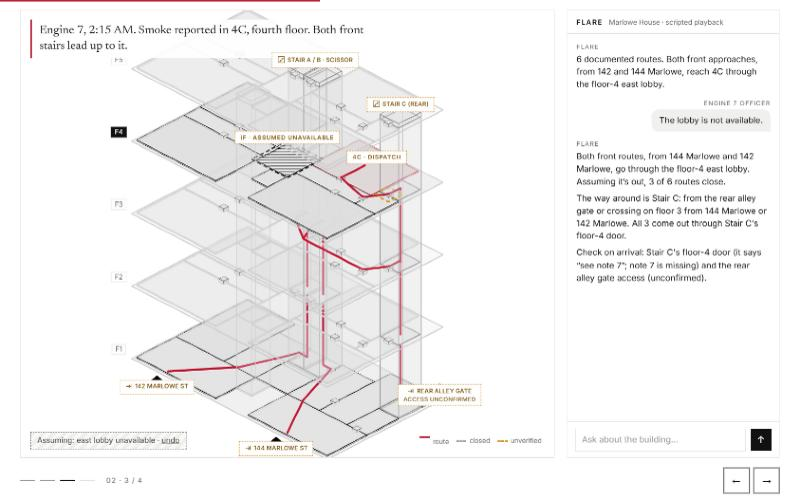 Engine 7, 2:15 AM. Smoke reported in 4C, fourth floor. Both front
stairs lead up to it.
F5
STAIR A / B · SCISSOR
STAIR C (REAR)
F4
IF · ASSUMED UNAVAILABLE
4C · DISPATCH
F3
F2
F1
142 MARLOWE ST
REAR ALLEY GATE
ACCESS UNCONFIRMED
144 MARLOWE ST
Assuming: east lobby unavailable · undo
route
closed
unverified
02 · 3 / 4
FLARE Marlowe House · scripted playback
FLARE
6 documented routes. Both front approaches,
from 142 and 144 Marlowe, reach 4C through
the floor-4 east lobby.
ENGINE 7 OFFICER
The lobby is not available.
FLARE
Both front routes, from 144 Marlowe and 142
Marlowe, go through the floor-4 east lobby.
Assuming it's out, 3 of 6 routes close.
The way around is Stair C: from the rear alley
gate or crossing on floor 3 from 144 Marlowe or
142 Marlowe. All 3 come out through Stair C's
floor-4 door.
Check on arrival: Stair C's floor-4 door (it says
"see note 7"; note 7 is missing) and the rear
alley gate access (unconfirmed).
Ask about the building...